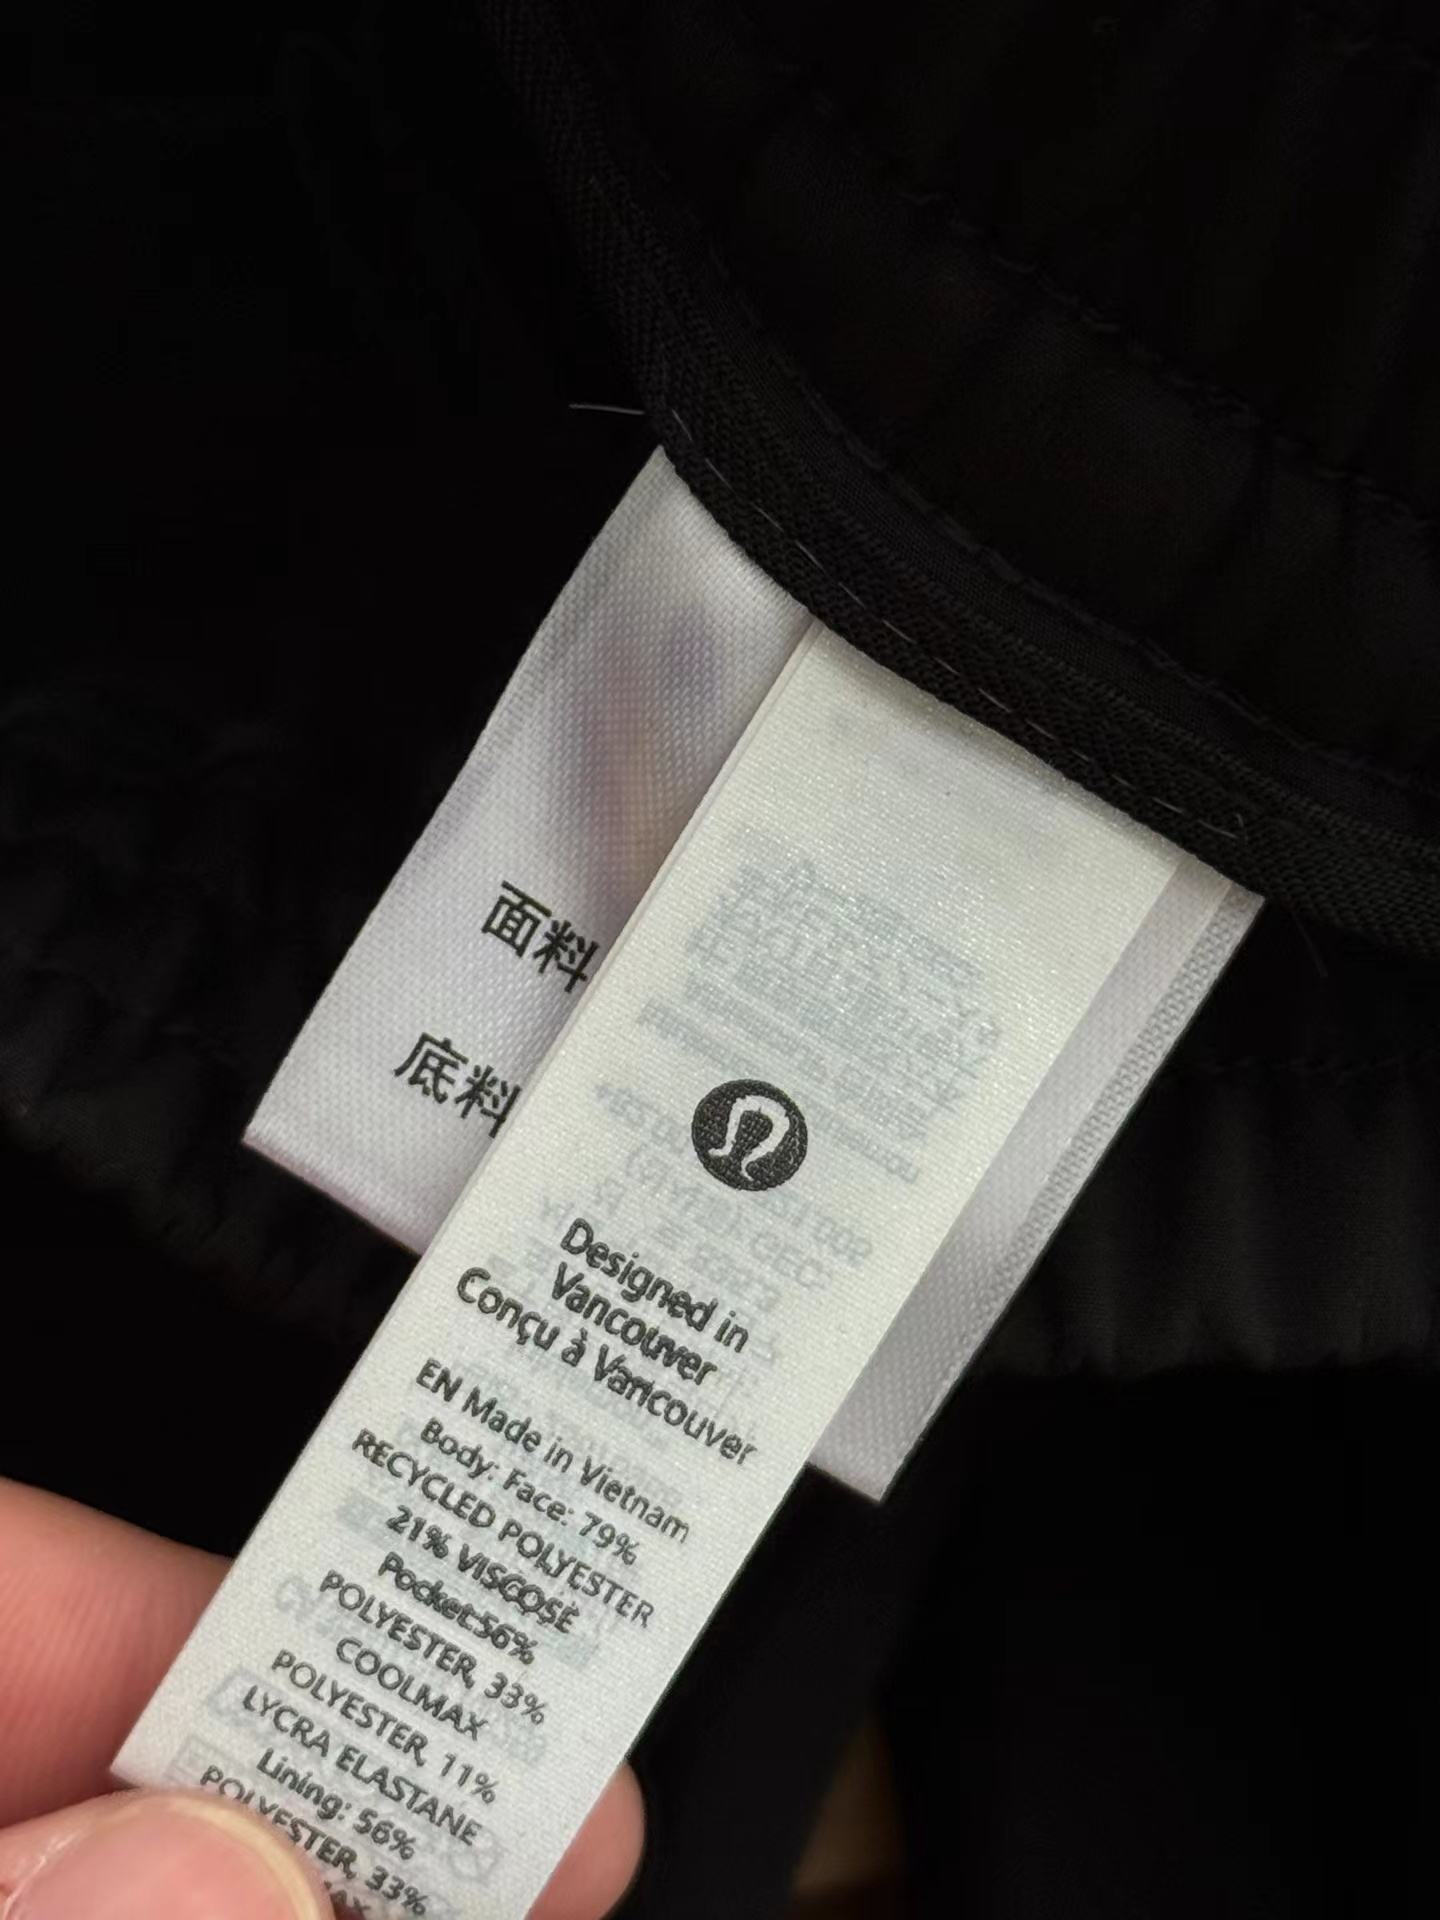 面料
底料
Designed in
Vancouver
Conçu à Vancouver
EN Made in Vietnam
Body: Face: 79%
RECYCLED POLYESTER
21% VISCOSE
Pocket:56%
POLYESTER, 33%
COOLMAX
POLYESTER, 11%
LYCRA ELASTANE
Lining: 56%
POLYESTER, 33%